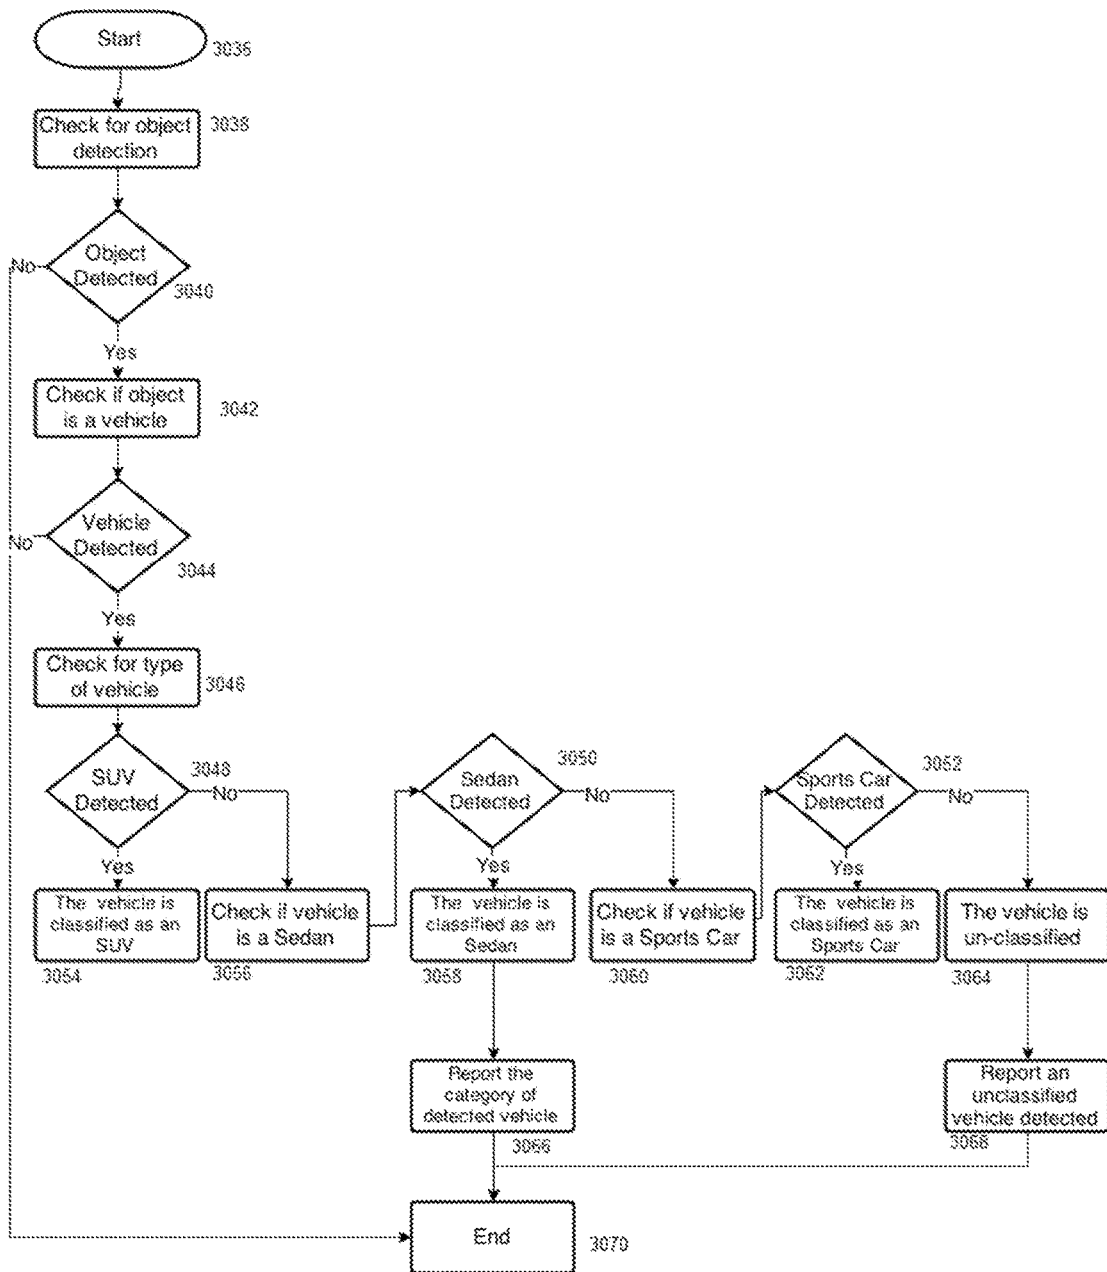 Start
3036
Check for object
detection
3038
Object
Detected
3040
No
Yes
Check if object
is a vehicle
3042
Vehicle
Detected
3044
No
Yes
Check for type
of vehicle
3046
SUV
Detected
3048
No
Yes
Sedan
Detected
3050
No
Yes
Sports Car
Detected
3052
No
Yes
The vehicle is
classified as an
SUV
3054
Check if vehicle
is a Sedan
3056
The vehicle is
classified as an
Sedan
3058
Check if vehicle
is a Sports Car
3060
The vehicle is
classified as an
Sports Car
3062
The vehicle is
un-classified
3064
Report the
category of
detected vehicle
3066
Report an
unclassified
vehicle detected
3068
End
3070